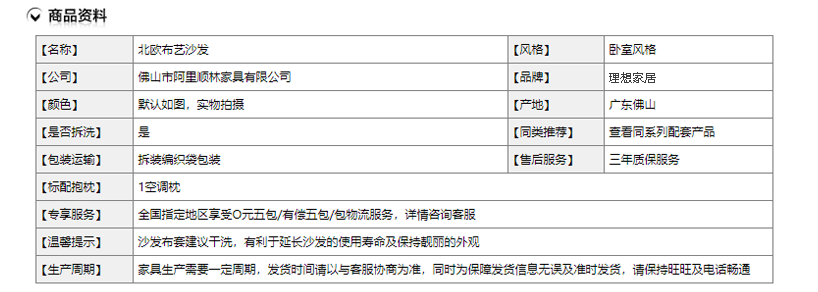 商品资料
【名称】 北欧布艺沙发 【风格】 卧室风格
【公司】 佛山市阿里顺林家具有限公司 【品牌】 理想家居
【颜色】 默认如图，实物拍摄 【产地】 广东佛山
【是否拆洗】 是 【同类推荐】 查看同系列配套产品
【包装运输】 拆装编织袋包装 【售后服务】 三年质保服务
【标配抱枕】 1空调枕
【专享服务】 全国指定地区享受O元五包/有偿五包/包物流服务，详情咨询客服
【温馨提示】 沙发布套建议干洗，有利于延长沙发的使用寿命及保持靓丽的外观
【生产周期】 家具生产需要一定周期，发货时间请以与客服协商为准，同时为保障发货信息无误及准时发货，请保持旺旺及电话畅通